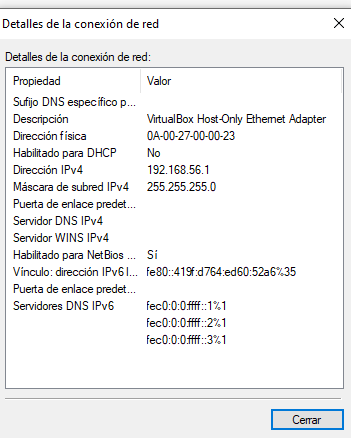 Detalles de la conexión de red
Detalles de la conexión de red:
Propiedad Valor
Sufijo DNS específico p...
Descripción VirtualBox Host-Only Ethernet Adapter
Dirección física 0A-00-27-00-00-23
Habilitado para DHCP No
Dirección IPv4 192.168.56.1
Máscara de subred IPv4 255.255.255.0
Puerta de enlace predet...
Servidor DNS IPv4
Servidor WINS IPv4
Habilitado para NetBios ... Sí
Vínculo: dirección IPv6 l... fe80::419f:d764:ed60:52a6%35
Puerta de enlace predet...
Servidores DNS IPv6 fec0:0:0:ffff::1%1
fec0:0:0:ffff::2%1
fec0:0:0:ffff::3%1
Cerrar